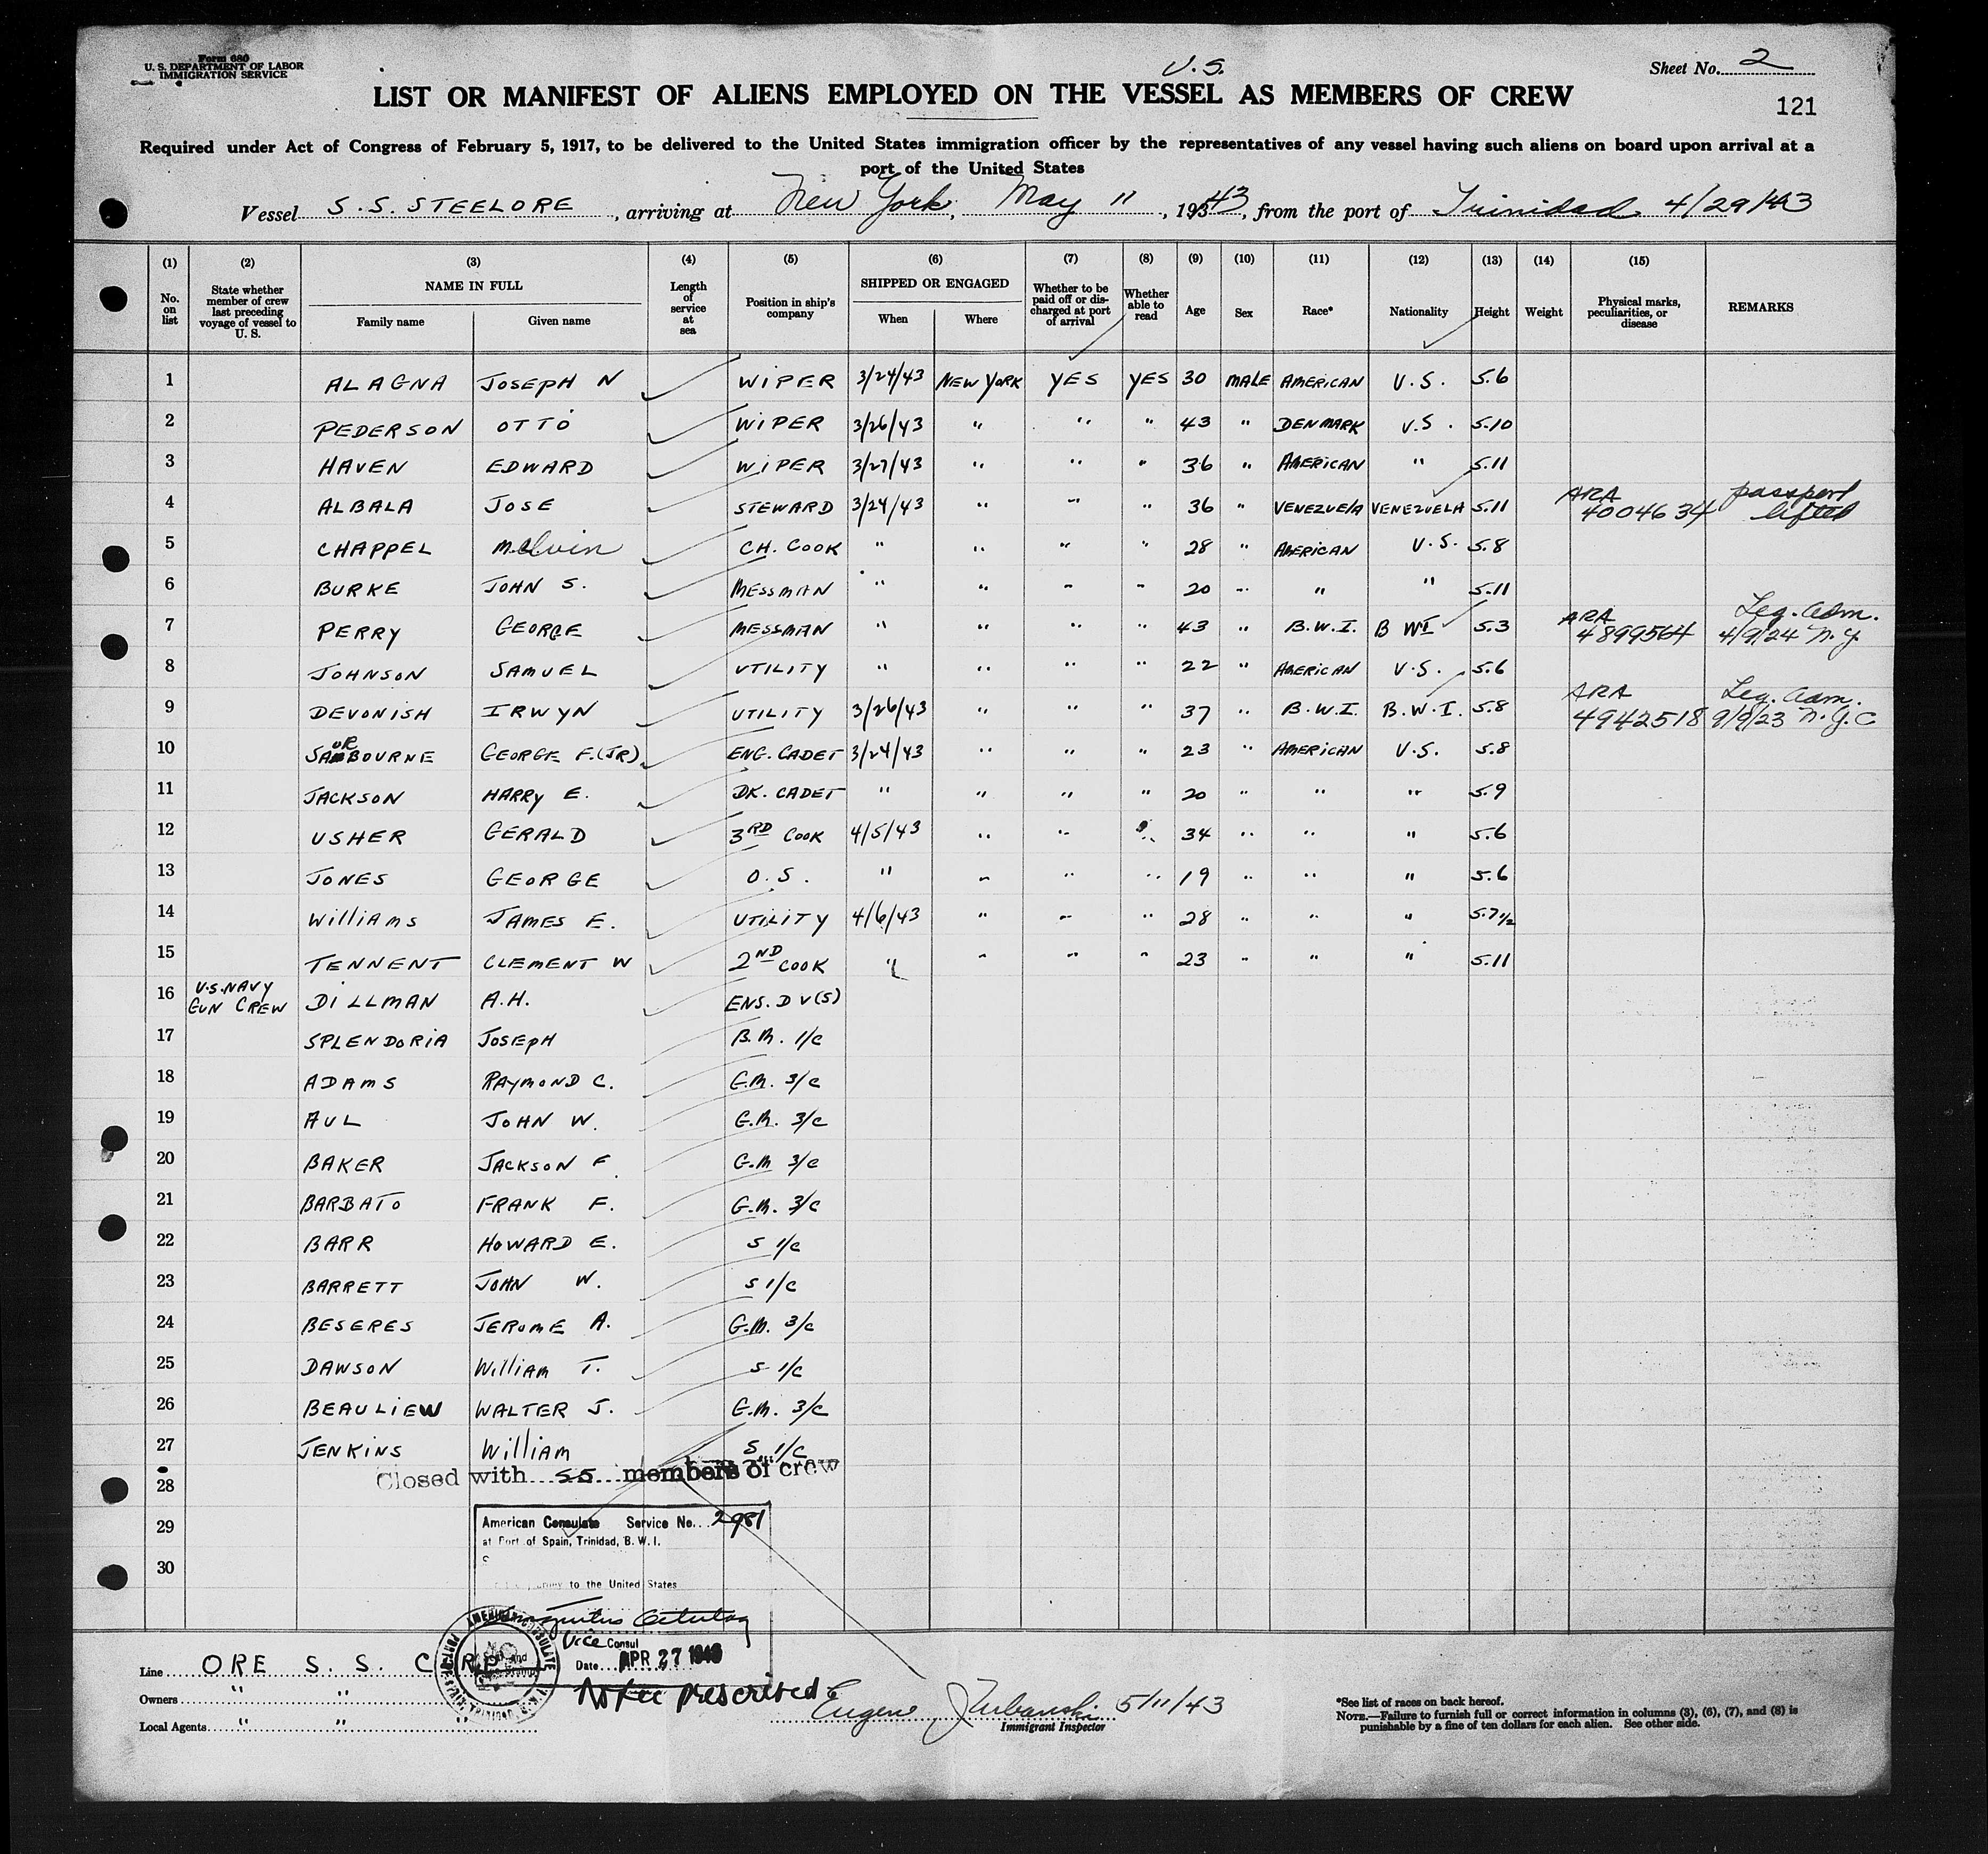 Form 680
U. S. DEPARTMENT OF LABOR
IMMIGRATION SERVICE
U.S.
Sheet No. 2
LIST OR MANIFEST OF ALIENS EMPLOYED ON THE VESSEL AS MEMBERS OF CREW
121
Required under Act of Congress of February 5, 1917, to be delivered to the United States immigration officer by the representatives of any vessel having such aliens on board upon arrival at a
port of the United States
Vessel S.S. STEELORE, arriving at New York, May 11, 1943, from the port of Trinidad 4/29/43
(1) (2) (3) (4) (5) (6) (7) (8) (9) (10) (11) (12) (13) (14) (15)
No. on list
State whether member of crew last preceding voyage of vessel to U. S.
NAME IN FULL
Family name Given name
Length of service at sea
Position in ship's company
SHIPPED OR ENGAGED
When Where
Whether to be paid off or discharged at port of arrival
Whether able to read
Age Sex Race* Nationality Height Weight
Physical marks, peculiarities, or disease
REMARKS
1 ALAGNA JOSEPH N WIPER 3/24/43 NEW YORK YES YES 30 MALE AMERICAN U.S. 5.6
2 PEDERSON OTTO WIPER 3/26/43 " " " 43 " DENMARK U.S. 5.10
3 HAVEN EDWARD WIPER 3/27/43 " " " 36 " AMERICAN " 5.11
4 ALBALA JOSE STEWARD 3/24/43 " " " 36 " VENEZUELA VENEZUELA 5.11 ARA 4004634 passport lifted
5 CHAPPEL Melvin CH. COOK " " " " 28 " AMERICAN U.S. 5.8
6 BURKE JOHN S. MESSMAN " " " " 20 " " " 5.11
7 PERRY GEORGE MESSMAN " " " " 43 " B.W.I. B WI 5.3 ARA 4899564 Leg. adm. 4/9/24 N.Y.
8 JOHNSON SAMUEL UTILITY " " " " 22 " AMERICAN U.S. 5.6
9 DEVONISH IRWYN UTILITY 3/26/43 " " " 37 " B.W.I. B.W.I. 5.8 ARA 4942518 Leg. adm. 9/9/23 N.Y.C
10 SAURBOURNE GEORGE F. (JR) ENG. CADET 3/24/43 " " " 23 " AMERICAN U.S. 5.8
11 JACKSON HARRY E. DK. CADET " " " " 20 " " " 5.9
12 USHER GERALD 3RD COOK 4/5/43 " " " 34 " " " 5.6
13 JONES GEORGE O.S. " " " " 19 " " " 5.6
14 WILLIAMS JAMES E. UTILITY 4/6/43 " " " 28 " " " 5.7 1/2
15 TENNENT CLEMENT W 2ND COOK " " " " 23 " " " 5.11
16 U.S. NAVY GUN CREW DILLMAN A.H. ENS. D V(S)
17 SPLENDORIA JOSEPH B.M. 1/C
18 ADAMS RAYMOND C. G.M. 3/C
19 AUL JOHN W. G.M. 3/C
20 BAKER JACKSON F. G.M 3/C
21 BARBATO FRANK F. G.M. 3/C
22 BARR HOWARD E. S 1/C
23 BARRETT JOHN W. S 1/C
24 BESERES JEROME A. G.M. 3/C
25 DAWSON WILLIAM T. S 1/C
26 BEAULIEW WALTER J. G.M. 3/C
27 JENKINS WILLIAM S 1/C
28 Closed with 55 members of crew
29 American Consulate Service No. 2981
at Port of Spain, Trinidad, B. W. I.
30
to the United States
Vice Consul
Date APR 27 1943
No fee prescribed
AMERICAN CONSULATE
PORT OF SPAIN, TRINIDAD, B.W.I.
Line ORE S. S. CORP
Owners " "
Local Agents " " "
Eugene Zubanski 5/11/43
Immigrant Inspector
*See list of races on back hereof.
NOTE.—Failure to furnish full or correct information in columns (3), (6), (7), and (8) is
punishable by a fine of ten dollars for each alien. See other side.